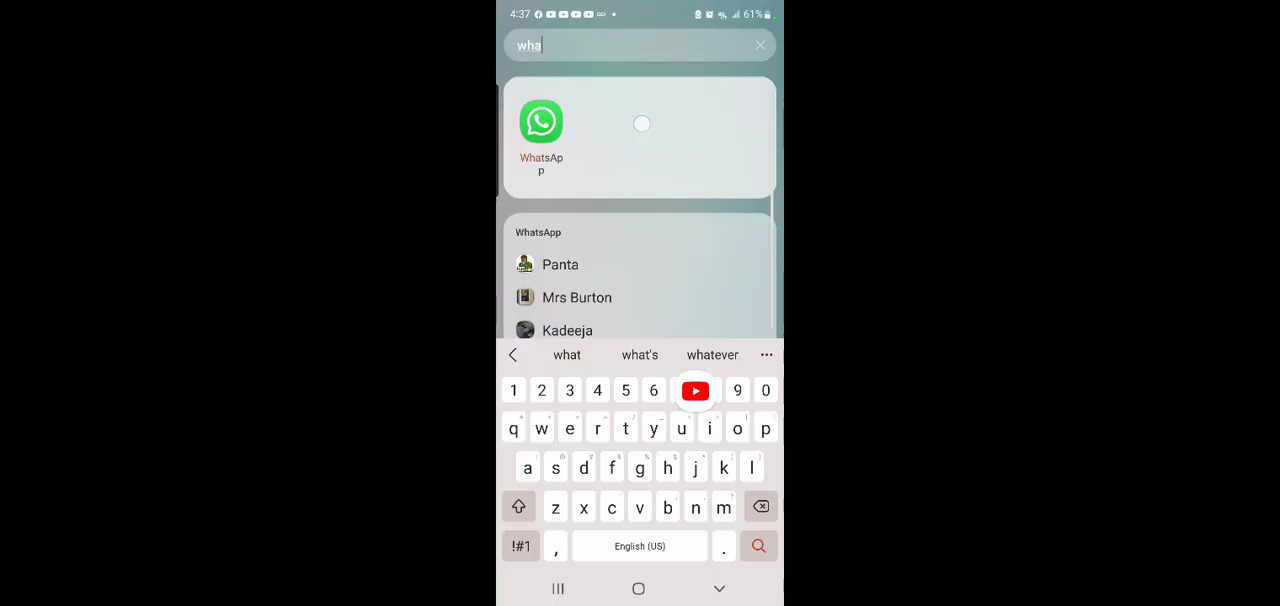 4:37 61%
wha
WhatsAp
p
WhatsApp
Panta
Mrs Burton
Kadeeja
what what's whatever
1 2 3 4 5 6 9 0
q w e r t y u i o p
a s d f g h j k l
z x c v b n m
!#1 , English (US) .